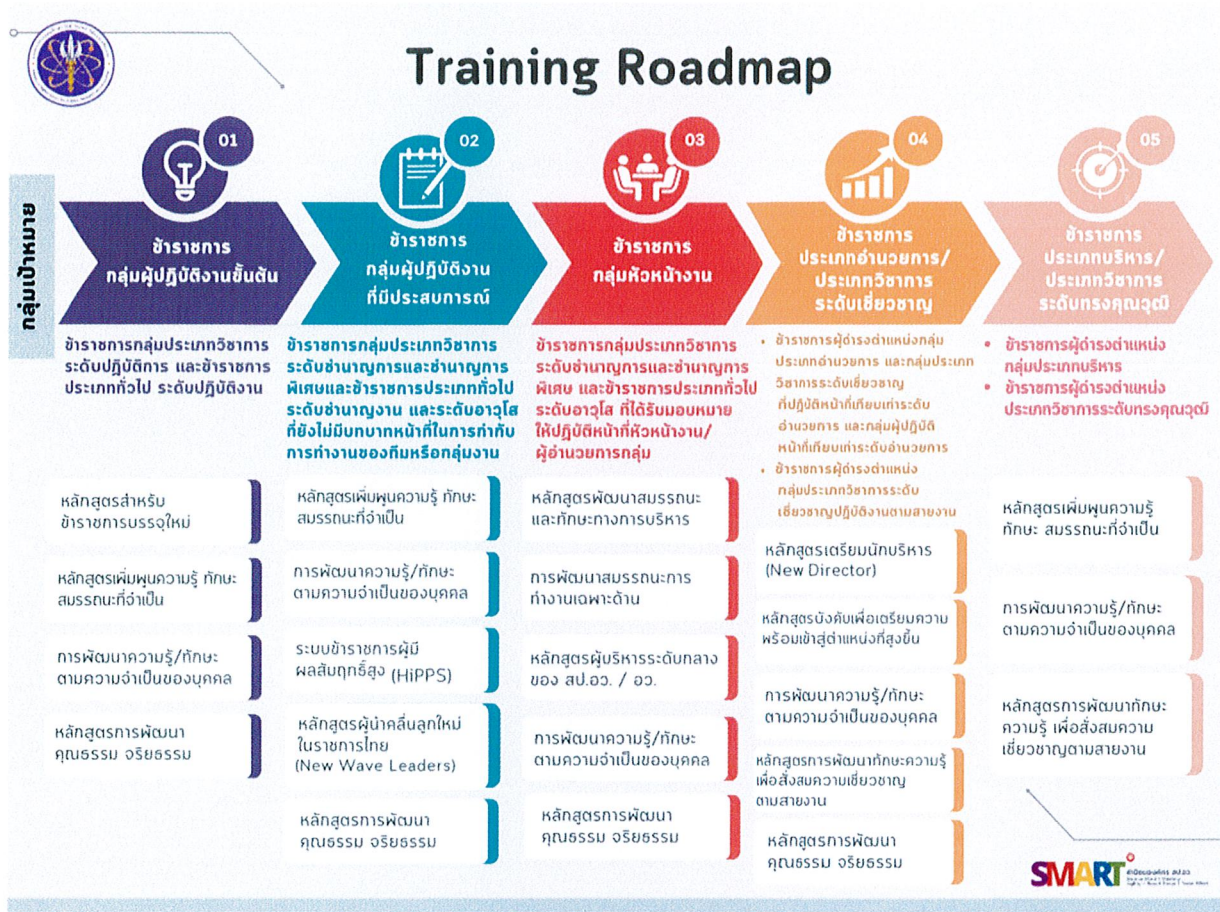 Training Roadmap
กลุ่มเป้าหมาย
01
ข้าราชการ
กลุ่มผู้ปฏิบัติงานขั้นต้น
ข้าราชการกลุ่มประเภทวิชาการ
ระดับปฏิบัติการ และข้าราชการ
ประเภททั่วไป ระดับปฏิบัติงาน
หลักสูตรสำหรับ
ข้าราชการบรรจุใหม่
หลักสูตรเพิ่มพูนความรู้ ทักษะ
สมรรถนะที่จำเป็น
การพัฒนาความรู้/ทักษะ
ตามความจำเป็นของบุคคล
หลักสูตรการพัฒนา
คุณธรรม จริยธรรม
02
ข้าราชการ
กลุ่มผู้ปฏิบัติงาน
ที่มีประสบการณ์
ข้าราชการกลุ่มประเภทวิชาการ
ระดับชำนาญการและชำนาญการ
พิเศษและข้าราชการประเภททั่วไป
ระดับชำนาญงาน และระดับอาวุโส
ที่ยังไม่มีบทบาทหน้าที่ในการกำกับ
การทำงานของทีมหรือกลุ่มงาน
หลักสูตรเพิ่มพูนความรู้ ทักษะ
สมรรถนะที่จำเป็น
การพัฒนาความรู้/ทักษะ
ตามความจำเป็นของบุคคล
ระบบข้าราชการผู้มี
ผลสัมฤทธิ์สูง (HiPPS)
หลักสูตรผู้นำคลื่นลูกใหม่
ในราชการไทย
(New Wave Leaders)
หลักสูตรการพัฒนา
คุณธรรม จริยธรรม
03
ข้าราชการ
กลุ่มหัวหน้างาน
ข้าราชการกลุ่มประเภทวิชาการ
ระดับชำนาญการและชำนาญการ
พิเศษ และข้าราชการประเภททั่วไป
ระดับอาวุโส ที่ได้รับมอบหมาย
ให้ปฏิบัติหน้าที่หัวหน้างาน/
ผู้อำนวยการกลุ่ม
หลักสูตรพัฒนาสมรรถนะ
และทักษะทางการบริหาร
การพัฒนาสมรรถนะการ
ทำงานเฉพาะด้าน
หลักสูตรผู้บริหารระดับกลาง
ของ สป.อว. / อว.
การพัฒนาความรู้/ทักษะ
ตามความจำเป็นของบุคคล
หลักสูตรการพัฒนา
คุณธรรม จริยธรรม
04
ข้าราชการ
ประเภทอำนวยการ/
ประเภทวิชาการ
ระดับเชี่ยวชาญ
• ข้าราชการผู้ดำรงตำแหน่งกลุ่ม
ประเภทอำนวยการ และกลุ่มประเภท
วิชาการระดับเชี่ยวชาญ
ที่ปฏิบัติหน้าที่เทียบเท่าระดับ
อำนวยการ และกลุ่มผู้ปฏิบัติ
หน้าที่เทียบเท่าระดับอำนวยการ
• ข้าราชการผู้ดำรงตำแหน่ง
กลุ่มประเภทวิชาการระดับ
เชี่ยวชาญปฏิบัติงานตามสายงาน
หลักสูตรเตรียมนักบริหาร
(New Director)
หลักสูตรบังคับเพื่อเตรียมความ
พร้อมเข้าสู่ตำแหน่งที่สูงขึ้น
การพัฒนาความรู้/ทักษะ
ตามความจำเป็นของบุคคล
หลักสูตรการพัฒนาทักษะความรู้
เพื่อสั่งสมความเชี่ยวชาญ
ตามสายงาน
หลักสูตรการพัฒนา
คุณธรรม จริยธรรม
05
ข้าราชการ
ประเภทบริหาร/
ประเภทวิชาการ
ระดับทรงคุณวุฒิ
• ข้าราชการผู้ดำรงตำแหน่ง
กลุ่มประเภทบริหาร
• ข้าราชการผู้ดำรงตำแหน่ง
ประเภทวิชาการระดับทรงคุณวุฒิ
หลักสูตรเพิ่มพูนความรู้
ทักษะ สมรรถนะที่จำเป็น
การพัฒนาความรู้/ทักษะ
ตามความจำเป็นของบุคคล
หลักสูตรการพัฒนาทักษะ
ความรู้ เพื่อสั่งสมความ
เชี่ยวชาญตามสายงาน
SMART